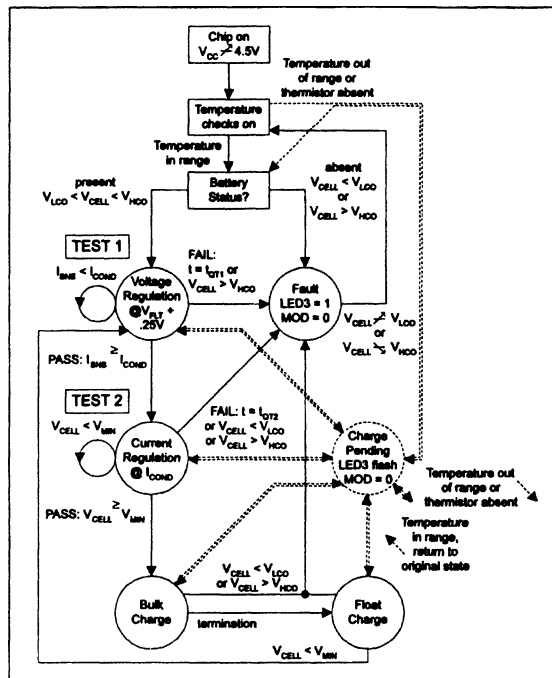 Chip on
V_CC ↗ 4.5V
Temperature out
of range or
thermistor absent
Temperature
checks on
Temperature
in range
Battery
Status?
present
V_LCO < V_CELL < V_HCO
absent
V_CELL < V_LCO
or
V_CELL > V_HCO
TEST 1
I_SNS < I_COND
Voltage
Regulation
@V_FLT +
.25V
FAIL:
t = t_QT1 or
V_CELL > V_HCO
Fault
LED3 = 1
MOD = 0
V_CELL ↗ V_LCO
or
V_CELL ↘ V_HCO
PASS: I_SNS ≥ I_COND
TEST 2
V_CELL < V_MIN
Current
Regulation
@ I_COND
FAIL: t = t_QT2
or V_CELL < V_LCO
or V_CELL > V_HCO
Charge
Pending
LED3 flash
MOD = 0
Temperature out
of range or
thermistor absent
Temperature
in range,
return to
original state
PASS: V_CELL ≥ V_MIN
V_CELL < V_LCO
or V_CELL > V_HCO
Bulk
Charge
termination
Float
Charge
V_CELL < V_MIN